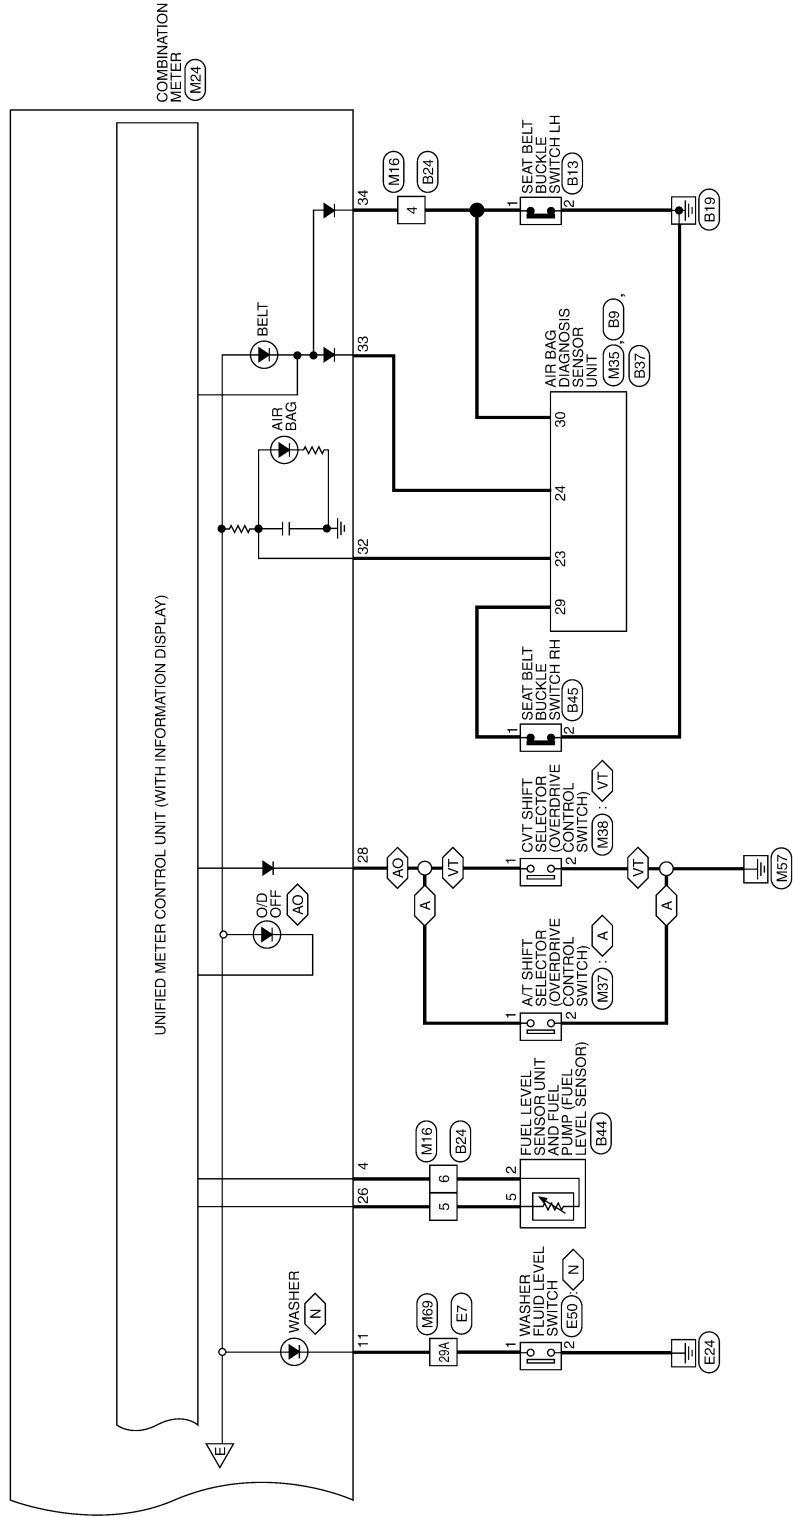 COMBINATION
METER
M24
UNIFIED METER CONTROL UNIT (WITH INFORMATION DISPLAY)
E
WASHER
N
O/D
OFF
AO
AIR
BAG
BELT
11
26
4
28
32
33
34
M69
E7
29A
M16
B24
5
6
AO
VT
A
M16
B24
4
1
2
WASHER
FLUID LEVEL
SWITCH
E50 : N
E24
5
2
FUEL LEVEL
SENSOR UNIT
AND FUEL
PUMP (FUEL
LEVEL SENSOR)
B44
1
2
A/T SHIFT
SELECTOR
(OVERDRIVE
CONTROL
SWITCH)
M37 : A
1
2
CVT SHIFT
SELECTOR
(OVERDRIVE
CONTROL
SWITCH)
M38 : VT
VT
A
M57
1
2
SEAT BELT
BUCKLE
SWITCH RH
B45
29
23
24
30
AIR BAG
DIAGNOSIS
SENSOR
UNIT
M35 , B9 ,
B37
1
2
SEAT BELT
BUCKLE
SWITCH LH
B13
B19